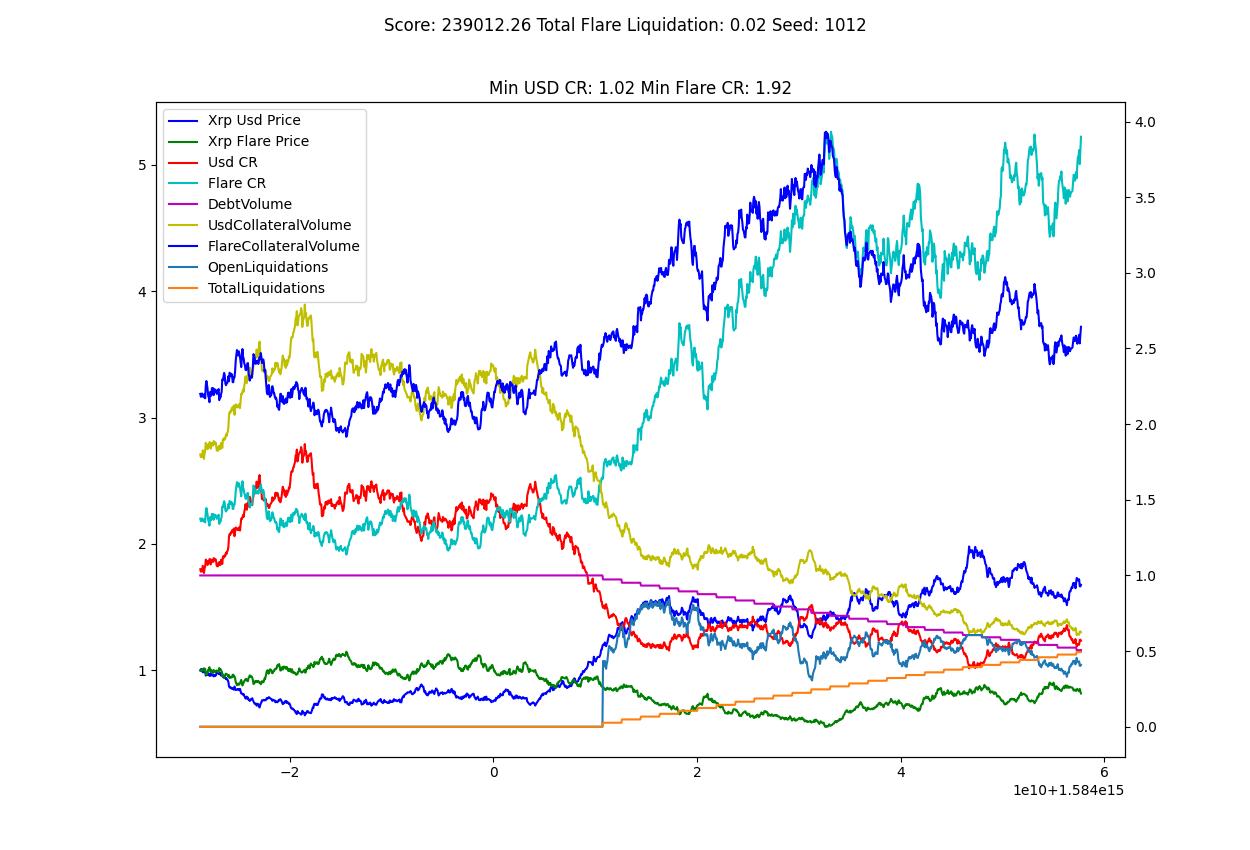 Score: 239012.26 Total Flare Liquidation: 0.02 Seed: 1012
Min USD CR: 1.02 Min Flare CR: 1.92
Xrp Usd Price
Xrp Flare Price
Usd CR
Flare CR
DebtVolume
UsdCollateralVolume
FlareCollateralVolume
OpenLiquidations
TotalLiquidations
5
4
3
2
1
4.0
3.5
3.0
2.5
2.0
1.5
1.0
0.5
0.0
−2 0 2 4 6
1e10+1.584e15